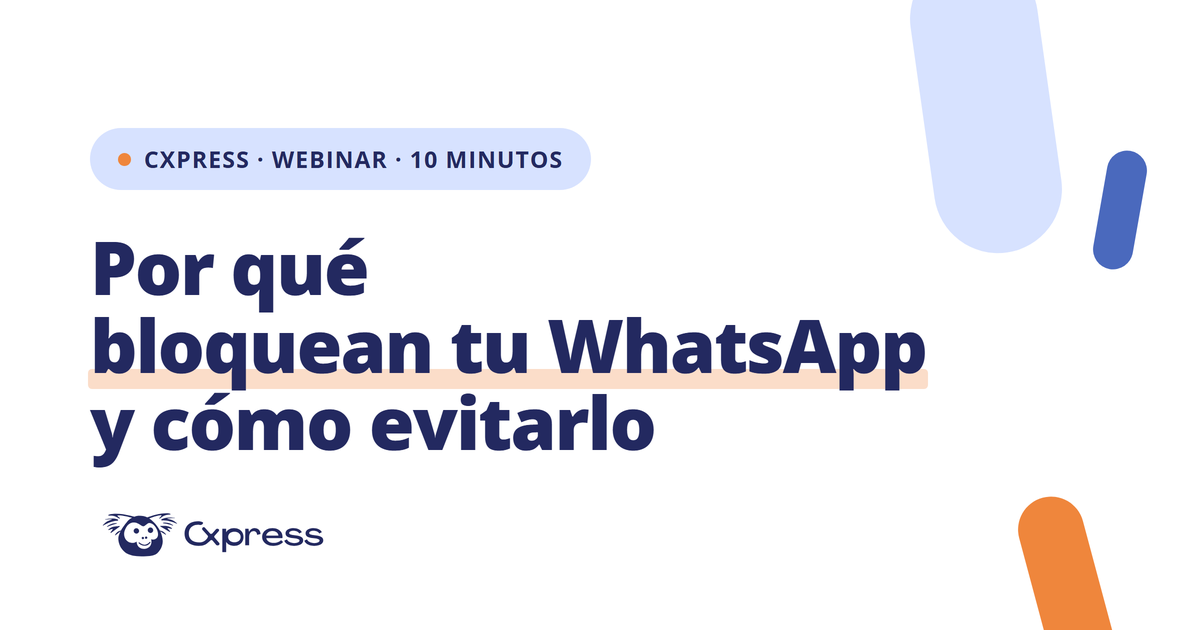 CXPRESS · WEBINAR · 10 MINUTOS
Por qué
bloquean tu WhatsApp
y cómo evitarlo
Cxpress